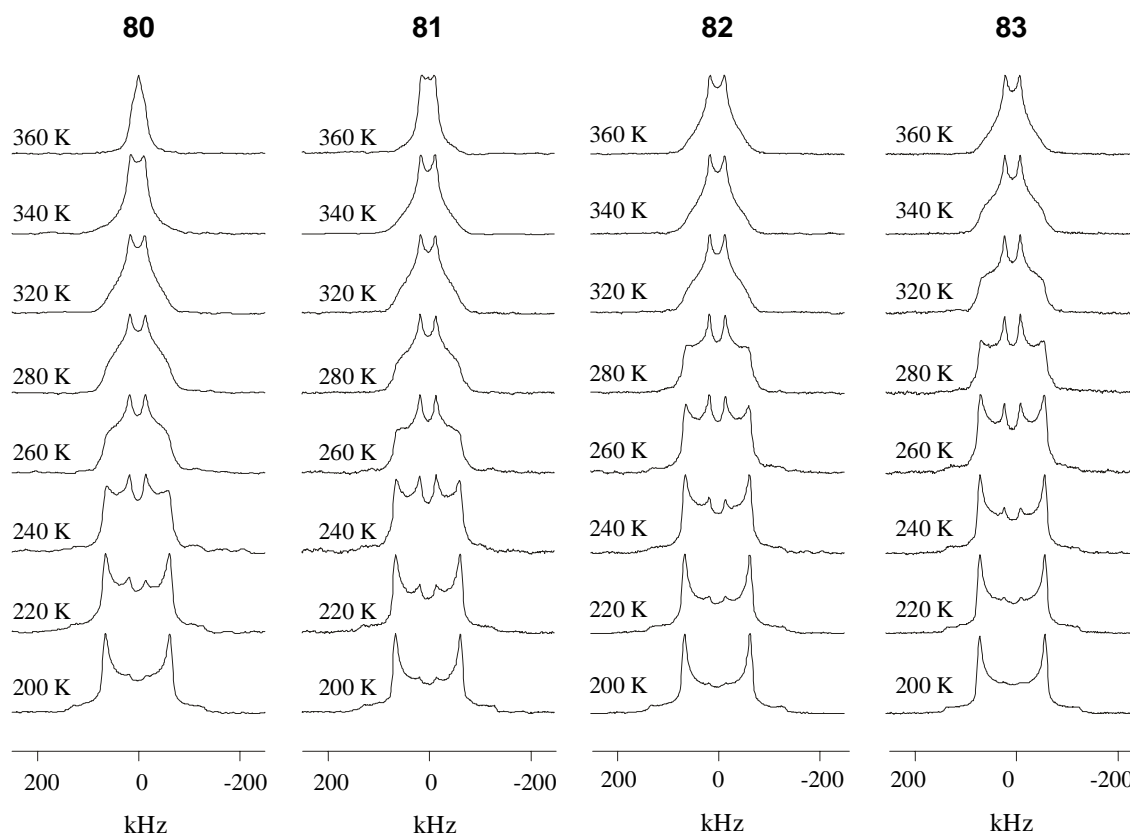 80 81 82 83
360 K 360 K 360 K 360 K
340 K 340 K 340 K 340 K
320 K 320 K 320 K 320 K
280 K 280 K 280 K 280 K
260 K 260 K 260 K 260 K
240 K 240 K 240 K 240 K
220 K 220 K 220 K 220 K
200 K 200 K 200 K 200 K
200 0 -200 200 0 -200 200 0 -200 200 0 -200
kHz kHz kHz kHz